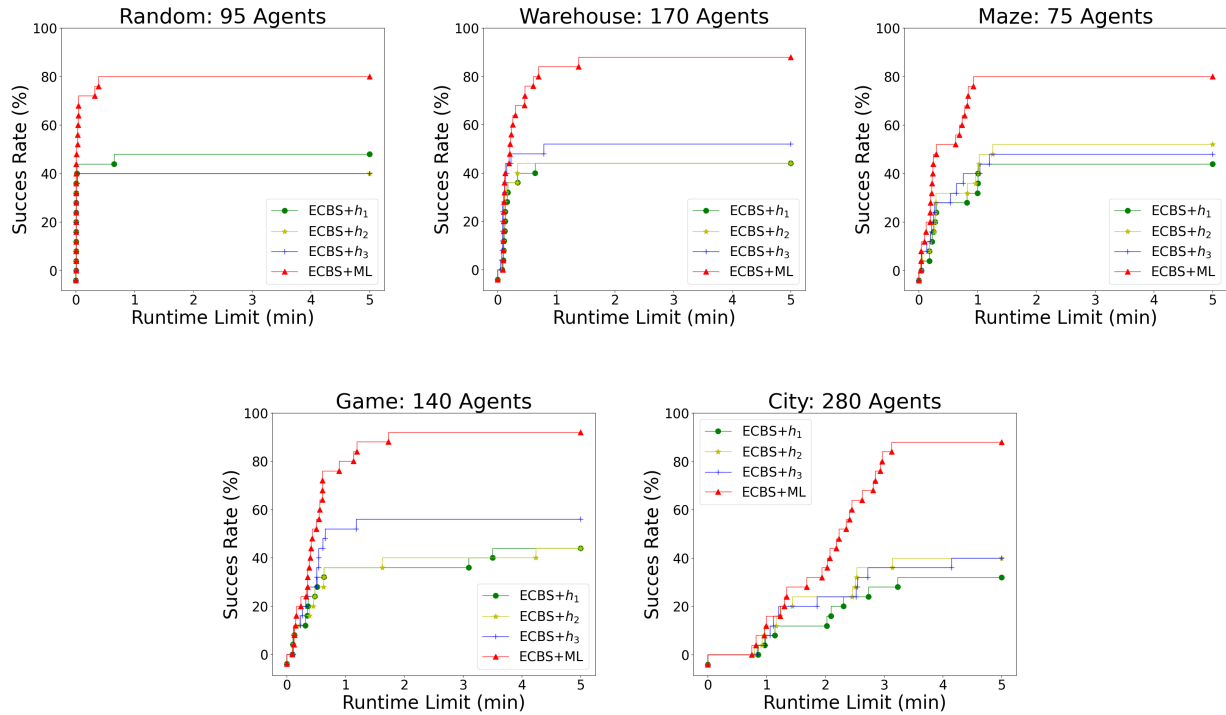 Random: 95 Agents
Succes Rate (%)
100
80
60
40
20
0
ECBS+h1
ECBS+h2
ECBS+h3
ECBS+ML
0 1 2 3 4 5
Runtime Limit (min)
Warehouse: 170 Agents
Succes Rate (%)
100
80
60
40
20
0
ECBS+h1
ECBS+h2
ECBS+h3
ECBS+ML
0 1 2 3 4 5
Runtime Limit (min)
Maze: 75 Agents
Succes Rate (%)
100
80
60
40
20
0
ECBS+h1
ECBS+h2
ECBS+h3
ECBS+ML
0 1 2 3 4 5
Runtime Limit (min)
Game: 140 Agents
Succes Rate (%)
100
80
60
40
20
0
ECBS+h1
ECBS+h2
ECBS+h3
ECBS+ML
0 1 2 3 4 5
Runtime Limit (min)
City: 280 Agents
Succes Rate (%)
100
80
60
40
20
0
ECBS+h1
ECBS+h2
ECBS+h3
ECBS+ML
0 1 2 3 4 5
Runtime Limit (min)